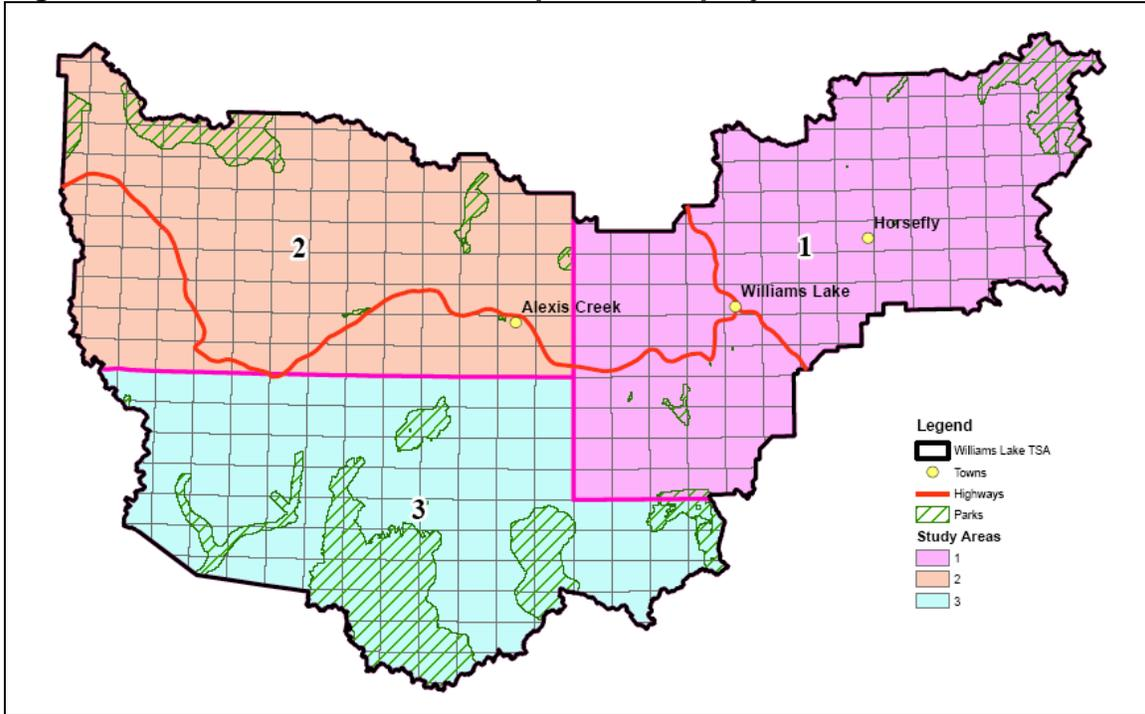 2
1
Horsefly
Williams Lake
Alexis Creek
3
Legend
Williams Lake TSA
Towns
Highways
Parks
Study Areas
1
2
3